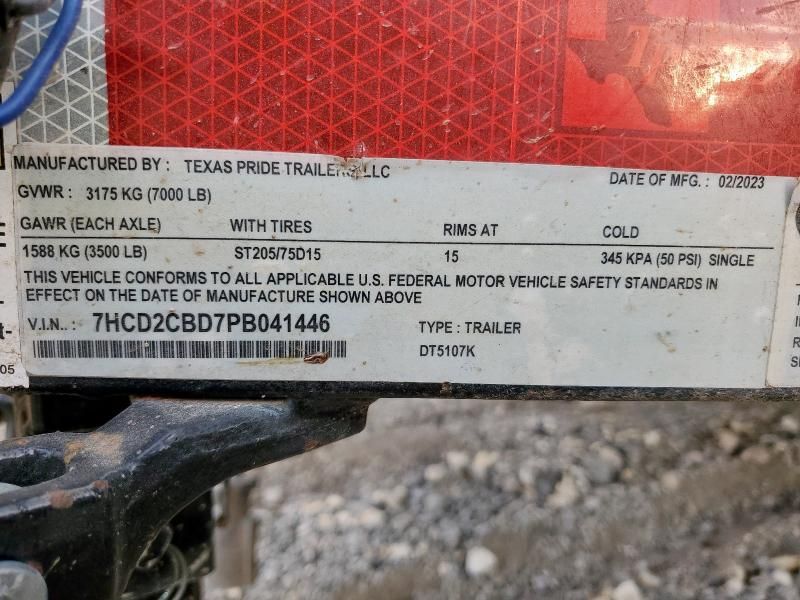 MANUFACTURED BY : TEXAS PRIDE TRAILERS, LLC
DATE OF MFG. : 02/2023
GVWR : 3175 KG (7000 LB)
GAWR (EACH AXLE) WITH TIRES RIMS AT COLD
1588 KG (3500 LB) ST205/75D15 15 345 KPA (50 PSI) SINGLE
THIS VEHICLE CONFORMS TO ALL APPLICABLE U.S. FEDERAL MOTOR VEHICLE SAFETY STANDARDS IN
EFFECT ON THE DATE OF MANUFACTURE SHOWN ABOVE
V.I.N.. : 7HCD2CBD7PB041446 TYPE : TRAILER
DT5107K
05